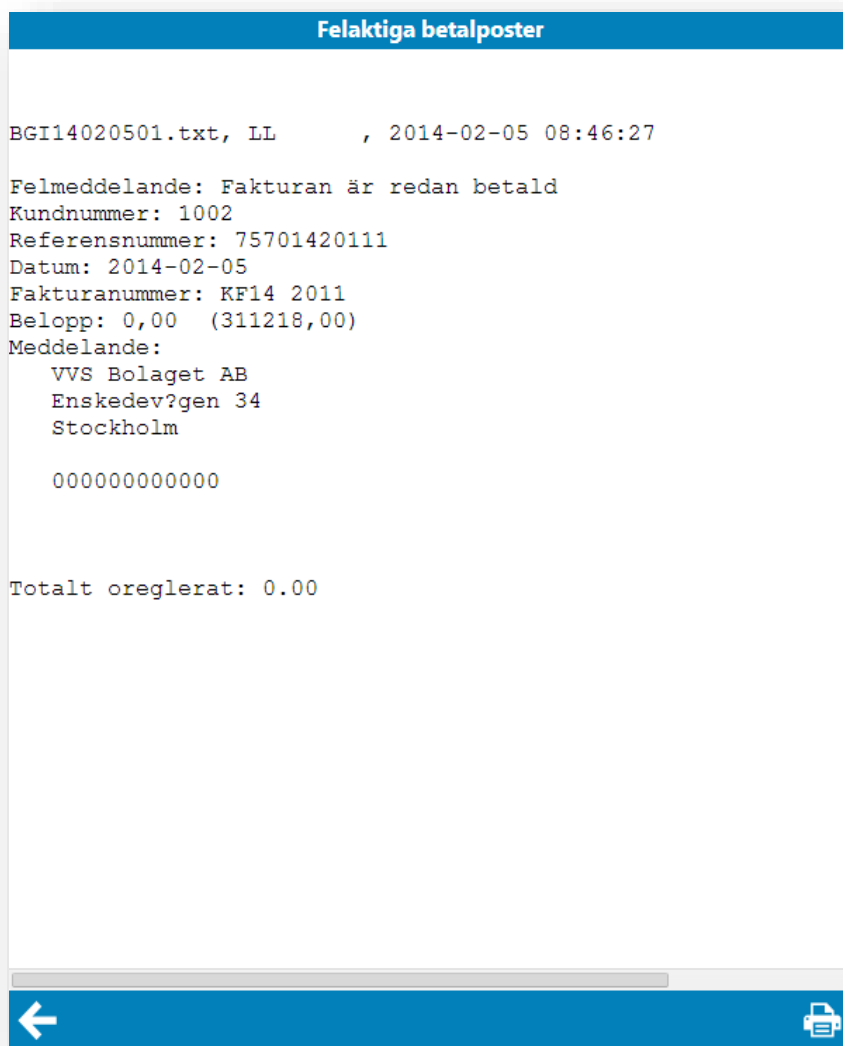 Felaktiga betalposter
BGI14020501.txt, LL      , 2014-02-05 08:46:27
Felmeddelande: Fakturan är redan betald
Kundnummer: 1002
Referensnummer: 75701420111
Datum: 2014-02-05
Fakturanummer: KF14 2011
Belopp: 0,00  (311218,00)
Meddelande:
VVS Bolaget AB
Enskedev?gen 34
Stockholm
000000000000
Totalt oreglerat: 0.00